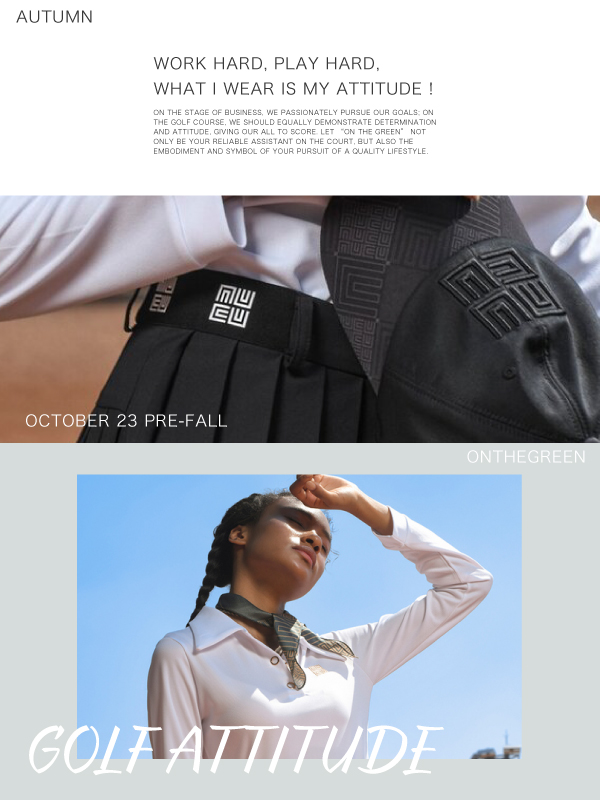 AUTUMN
WORK HARD, PLAY HARD,
WHAT I WEAR IS MY ATTITUDE !
ON THE STAGE OF BUSINESS, WE PASSIONATELY PURSUE OUR GOALS; ON
THE GOLF COURSE, WE SHOULD EQUALLY DEMONSTRATE DETERMINATION
AND ATTITUDE, GIVING OUR ALL TO SCORE. LET “ON THE GREEN” NOT
ONLY BE YOUR RELIABLE ASSISTANT ON THE COURT, BUT ALSO THE
EMBODIMENT AND SYMBOL OF YOUR PURSUIT OF A QUALITY LIFESTYLE.
OCTOBER 23 PRE-FALL
ONTHEGREEN
GOLF ATTITUDE